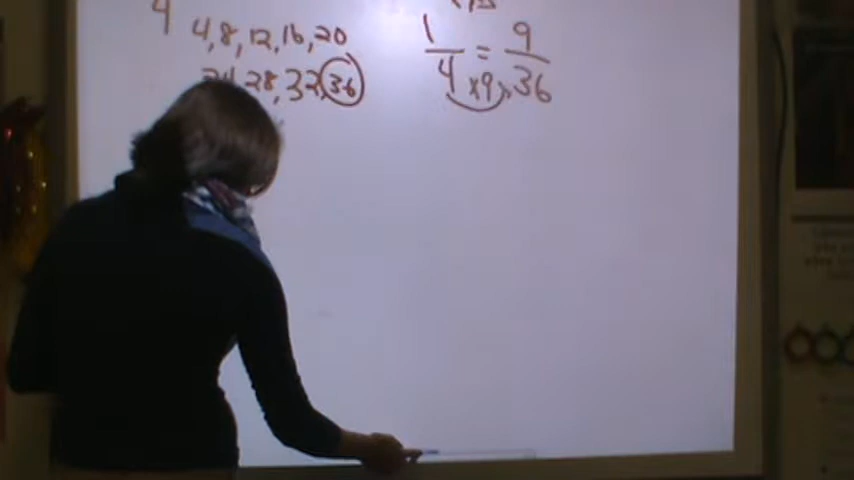 4
4, 8, 12, 16, 20
24, 28, 32, 36
1/4 = 9/36
x9